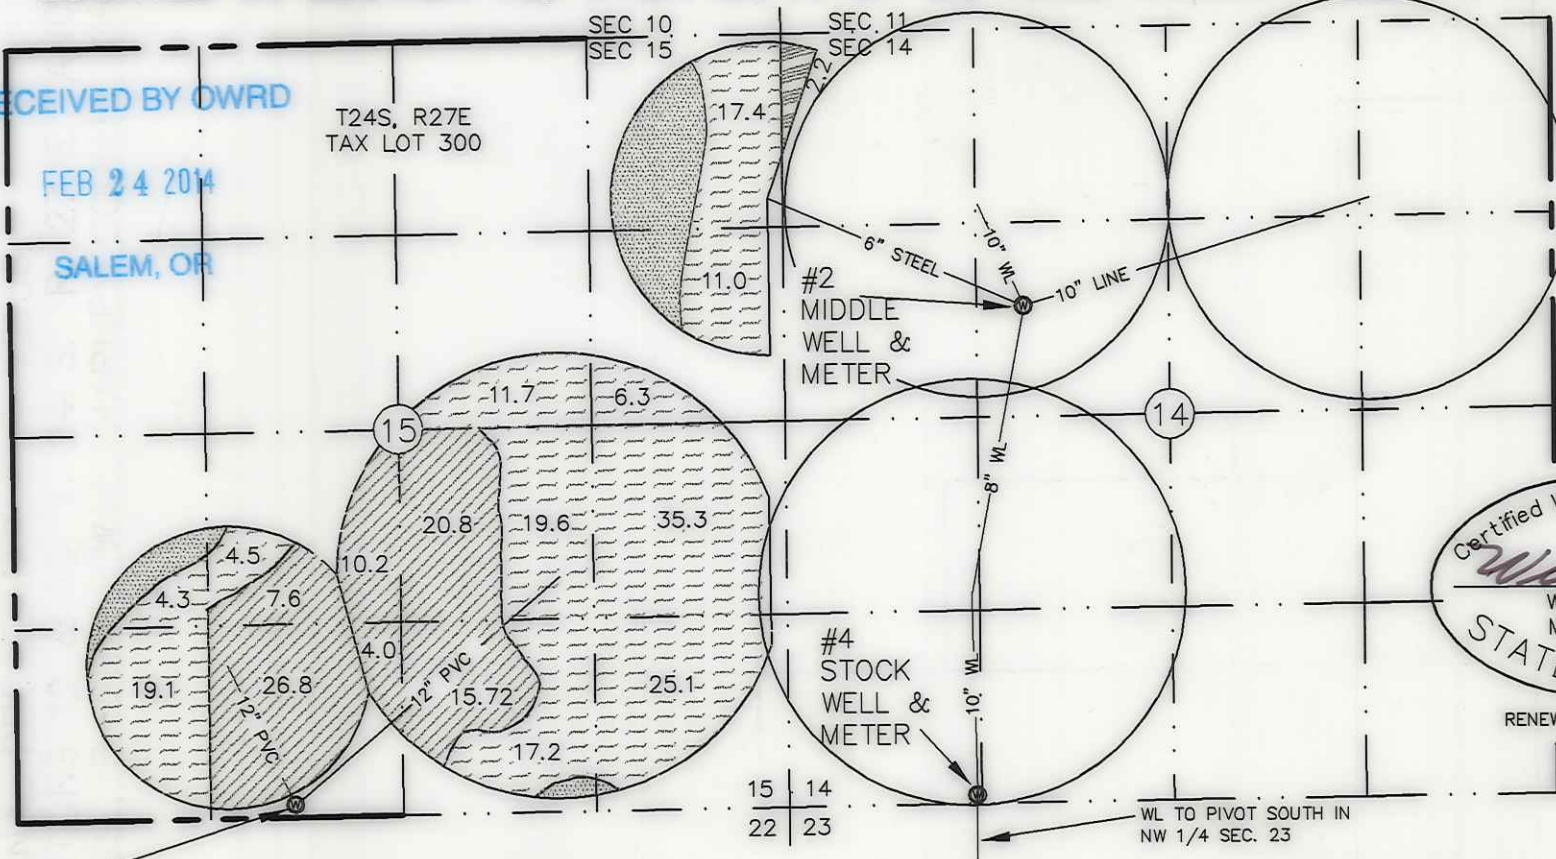 SEC 10
SEC 15
SEC 11
SEC 14
ECEIVED BY OWRD
FEB 24 2014
SALEM, OR
T24S, R27E
TAX LOT 300
17.4
2.2
11.0
6" STEEL
10" WL
10" LINE
#2
MIDDLE
WELL &
METER
W
8" WL
11.7
6.3
15
14
20.8
19.6
35.3
10.2
4.5
4.3
7.6
4.0
19.1
26.8
12" PVC
12" PVC
15.72
25.1
17.2
W
#4
STOCK
WELL &
METER
10" WL
W
15 14
22 23
WL TO PIVOT SOUTH IN
NW 1/4 SEC. 23
Certified
STAT
RENEW